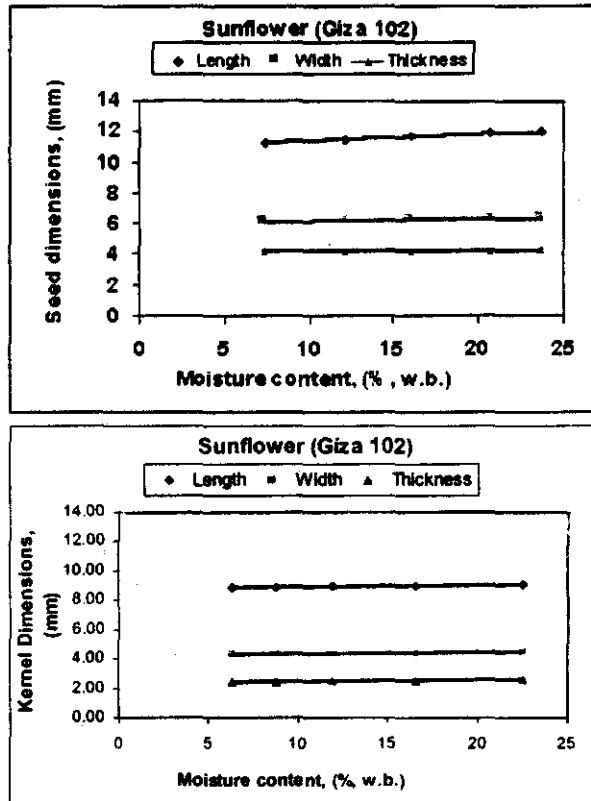 Sunflower (Giza 102)
Length Width Thickness
14
12
10
8
6
4
2
0
Seed dimensions, (mm)
0 5 10 15 20 25
Moisture content, (% , w.b.)
Sunflower (Giza 102)
Length Width Thickness
14.00
12.00
10.00
8.00
6.00
4.00
2.00
0.00
Kernel Dimensions,
(mm)
0 5 10 15 20 25
Moisture content, (%, w.b.)